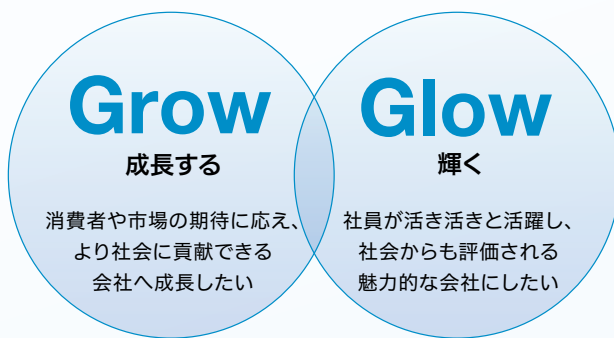 Grow
成長する
消費者や市場の期待に応え、
より社会に貢献できる
会社へ成長したい
Glow
輝く
社員が活き活きと活躍し、
社会からも評価される
魅力的な会社にしたい